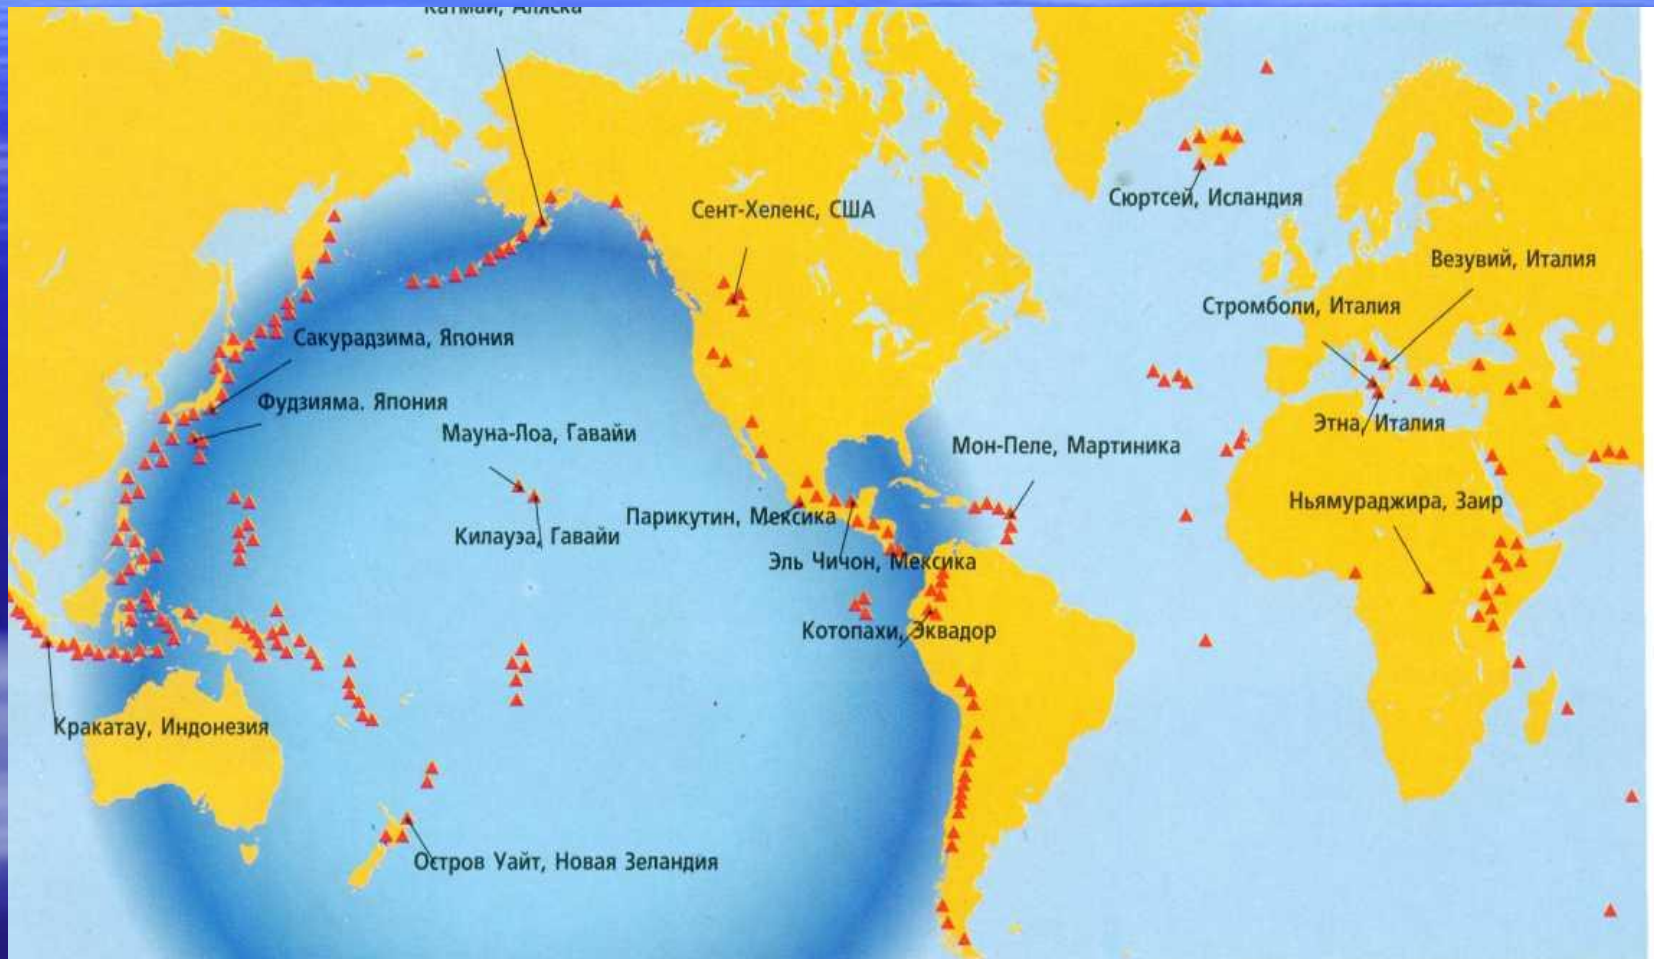 Катмай, Аляска
Сент-Хеленс, США
Сюртсей, Исландия
Везувий, Италия
Стромболи, Италия
Сакурадзима, Япония
Фудзияма. Япония
Этна, Италия
Мауна-Лоа, Гавайи
Мон-Пеле, Мартиника
Ньямураджира, Заир
Парикутин, Мексика
Килауэа, Гавайи
Эль Чичон, Мексика
Котопахи, Эквадор
Кракатау, Индонезия
Остров Уайт, Новая Зеландия